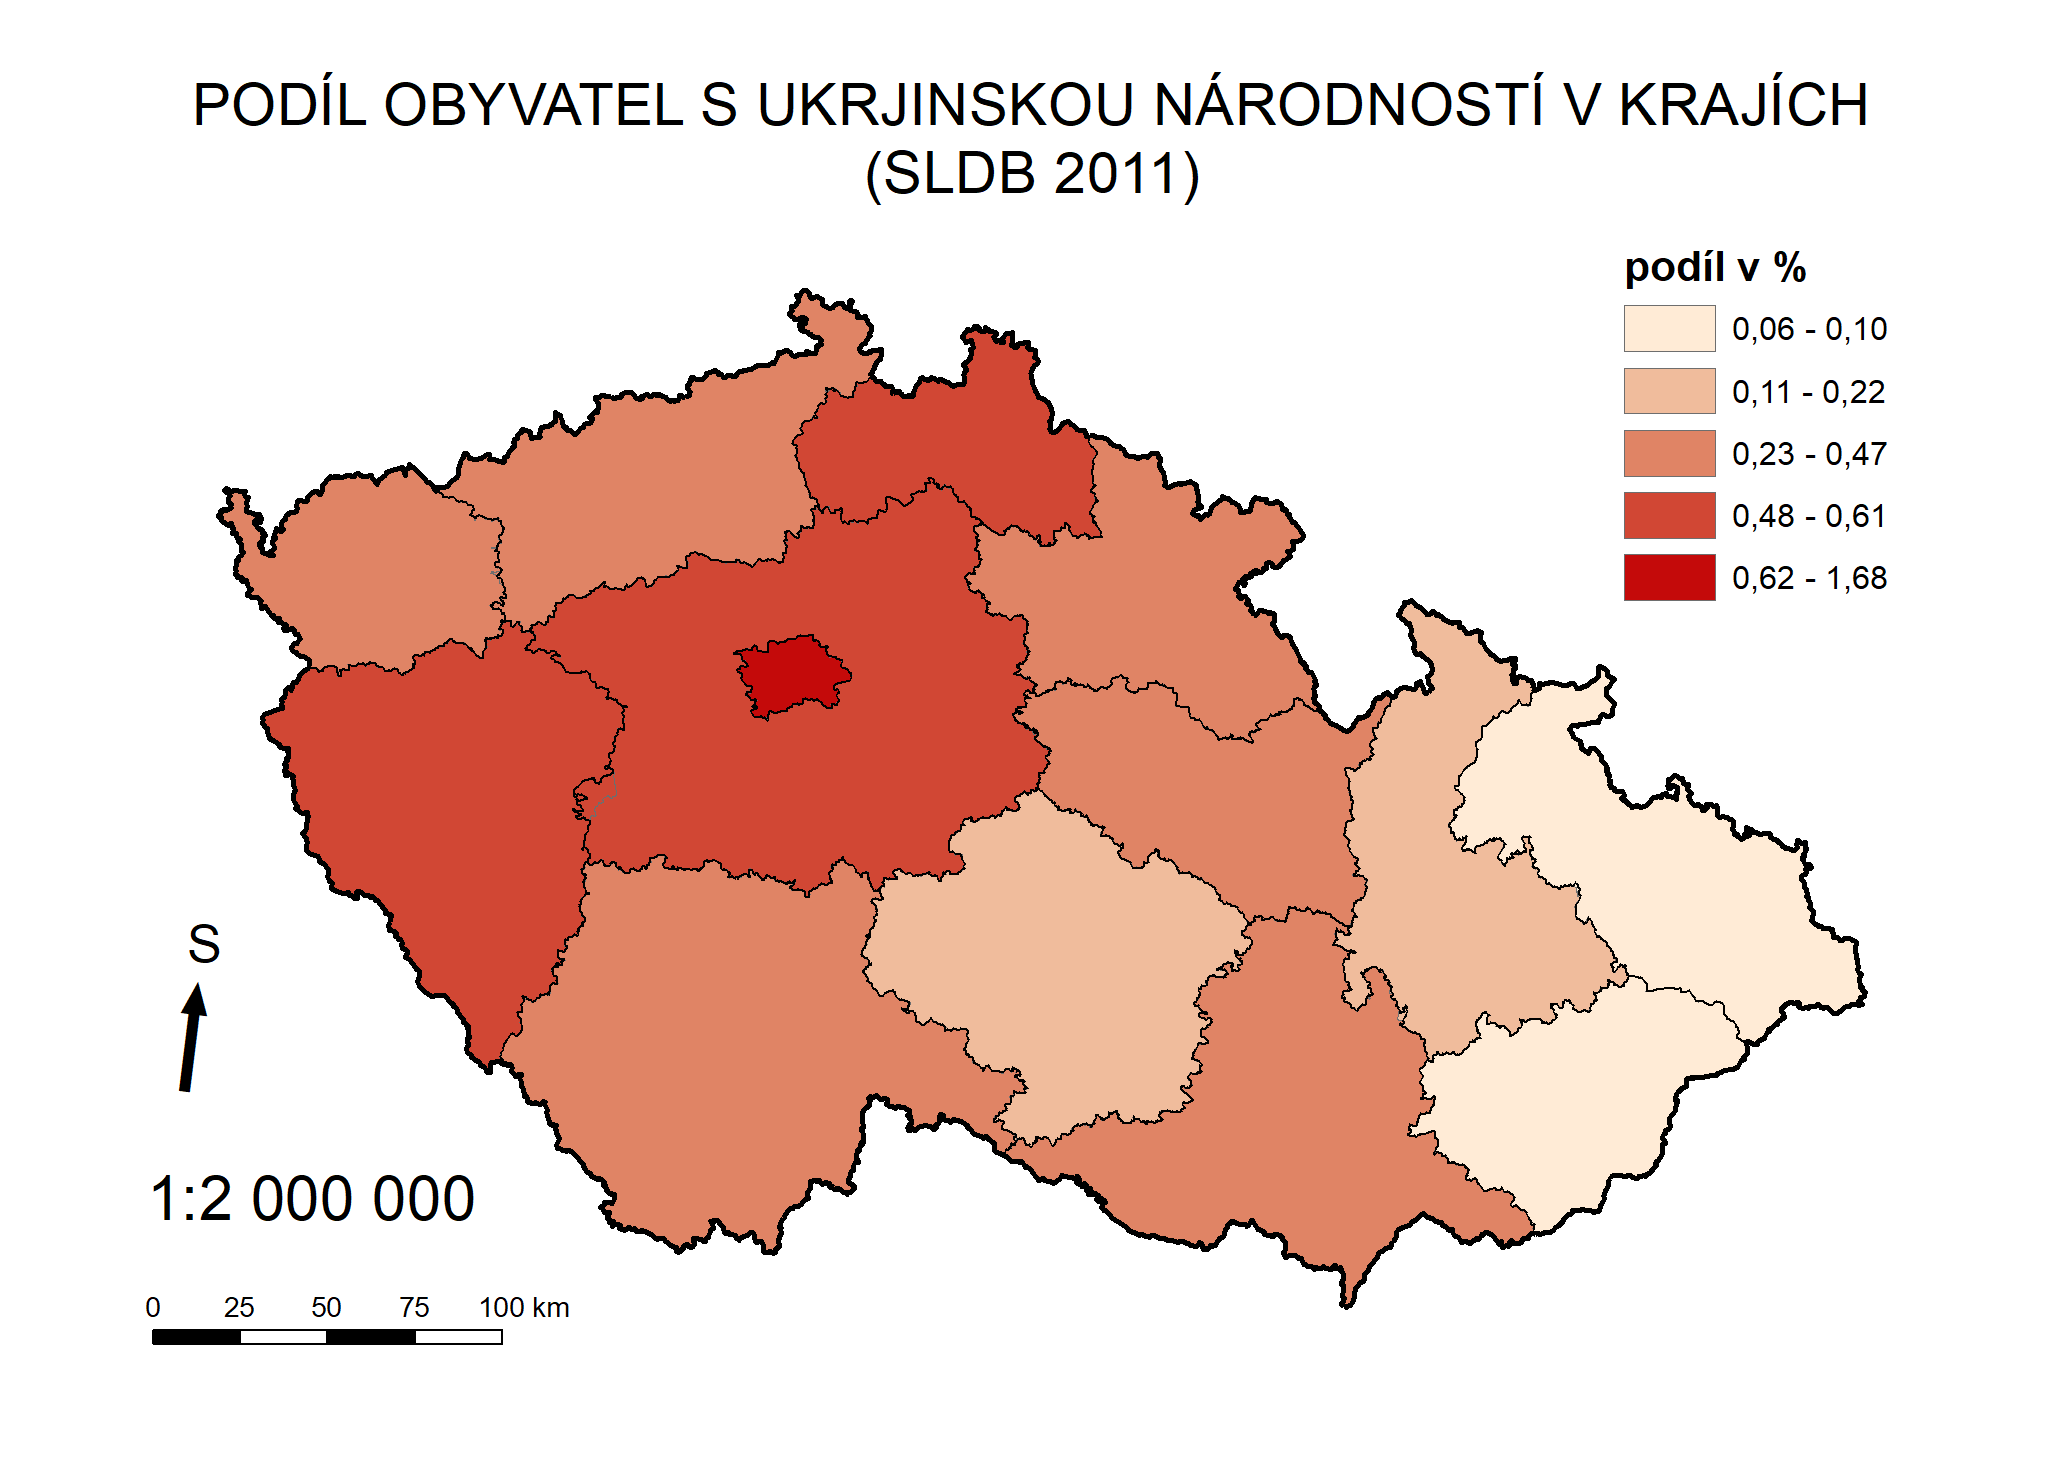 PODÍL OBYVATEL S UKRJINSKOU NÁRODNOSTÍ V KRAJÍCH
(SLDB 2011)
podíl v %
0,06 - 0,10
0,11 - 0,22
0,23 - 0,47
0,48 - 0,61
0,62 - 1,68
S
1:2 000 000
0 25 50 75 100 km